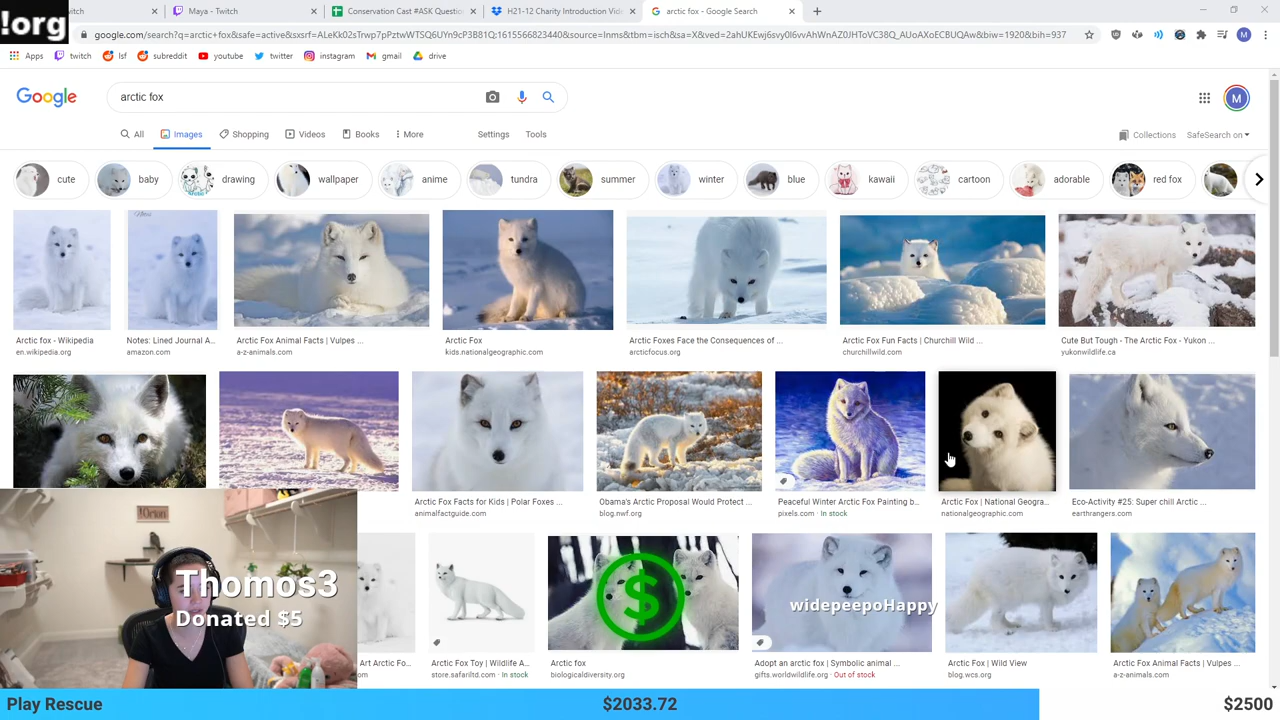 !org
Maya - Twitch
Conservation Cast #ASK Questio
H21-12 Charity Introduction Video
arctic fox - Google Search
google.com/search?q=arctic+fox&safe=active&sxsrf=ALeKk02sTrwp7pPztwWTSQ6UYn9cP3B81Q:1615566823440&source=lnms&tbm=isch&sa=X&ved=2ahUKEwj6svy0l6vvAhWnAZ0JHToVC38Q_AUoAXoECBUQAw&biw=1920&bih=937
Apps
twitch
lsf
subreddit
youtube
twitter
instagram
gmail
drive
Google
arctic fox
M
All
Images
Shopping
Videos
Books
More
Settings
Tools
Collections
SafeSearch on
cute
baby
drawing
wallpaper
anime
tundra
summer
winter
blue
kawaii
cartoon
adorable
red fox
Arctic fox - Wikipedia
en.wikipedia.org
Notes: Lined Journal A...
amazon.com
Arctic Fox Animal Facts | Vulpes ...
a-z-animals.com
Arctic Fox
kids.nationalgeographic.com
Arctic Foxes Face the Consequences of ...
arcticfocus.org
Arctic Fox Fun Facts | Churchill Wild ...
churchillwild.com
Cute But Tough - The Arctic Fox - Yukon ...
yukonwildlife.ca
Arctic Fox Facts for Kids | Polar Foxes ...
animalfactguide.com
Obama's Arctic Proposal Would Protect ...
blog.nwf.org
Peaceful Winter Arctic Fox Painting b...
pixels.com · In stock
Arctic Fox | National Geogra...
nationalgeographic.com
Eco-Activity #25: Super chill Arctic ...
earthrangers.com
!Orion
Thomos3
Donated $5
$
widepeepoHappy
Art Arctic Fo...
om
Arctic Fox Toy | Wildlife A...
store.safariltd.com · In stock
Arctic fox
biologicaldiversity.org
Adopt an arctic fox | Symbolic animal ...
gifts.worldwildlife.org · Out of stock
Arctic Fox | Wild View
blog.wcs.org
Arctic Fox Animal Facts | Vulpes ...
a-z-animals.com
Play Rescue
$2033.72
$2500